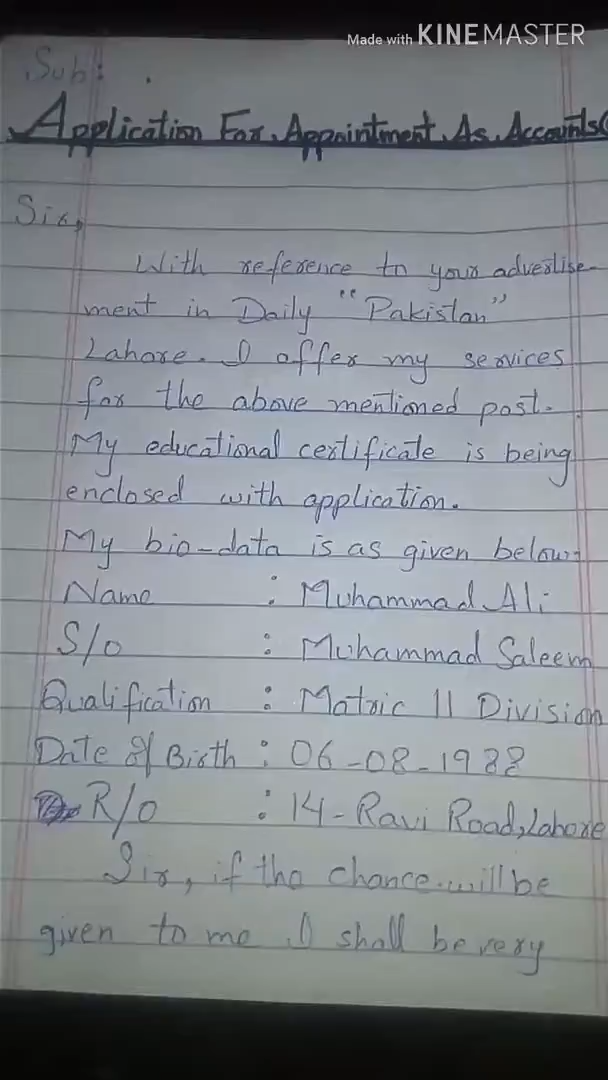 Made with KINEMASTER
Sub:
Application For Appointment As Accounts
Sir,
With reference to your advertise-
ment in Daily "Pakistan"
Lahore. I offer my services
for the above mentioned post.
My educational certificate is being
enclosed with application.
My bio-data is as given below:
Name : Muhammad Ali
S/o : Muhammad Saleem
Qualification : Matric II Division
Date of Birth : 06-08-1988
R/o : 14-Ravi Road, Lahore
Sir, if the chance will be
given to me I shall be very